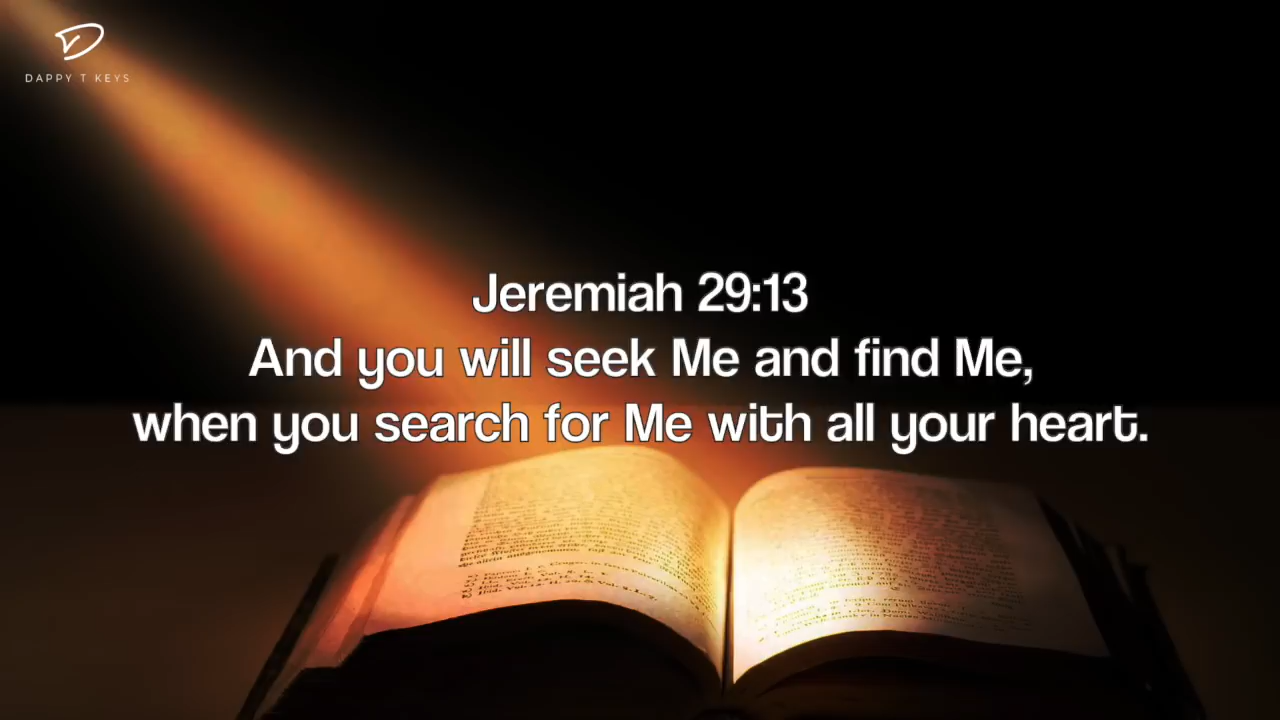 DAPPY T KEYS
Jeremiah 29:13
And you will seek Me and find Me,
when you search for Me with all your heart.